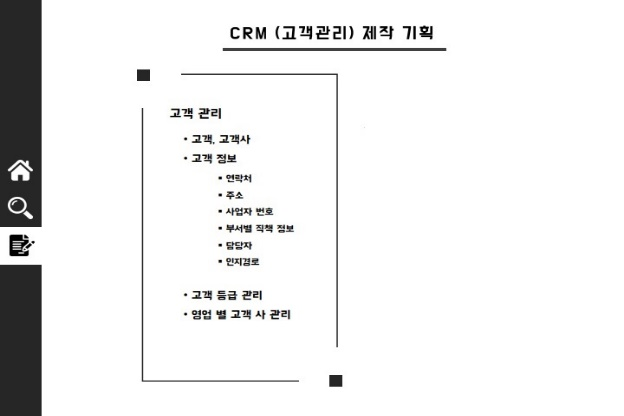 CRM (고객관리) 제작 기획
고객 관리
• 고객, 고객사
• 고객 정보
▪ 연락처
▪ 주소
▪ 사업자 번호
▪ 부서별 직책 정보
▪ 담당자
▪ 인지경로
• 고객 등급 관리
• 영업 별 고객 사 관리